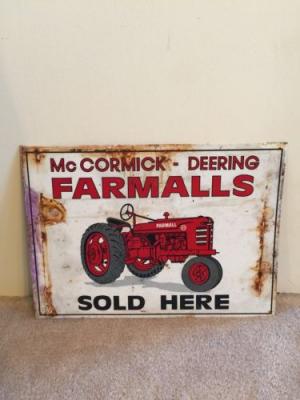 McCORMICK - DEERING
FARMALLS
FARMALL
SOLD HERE